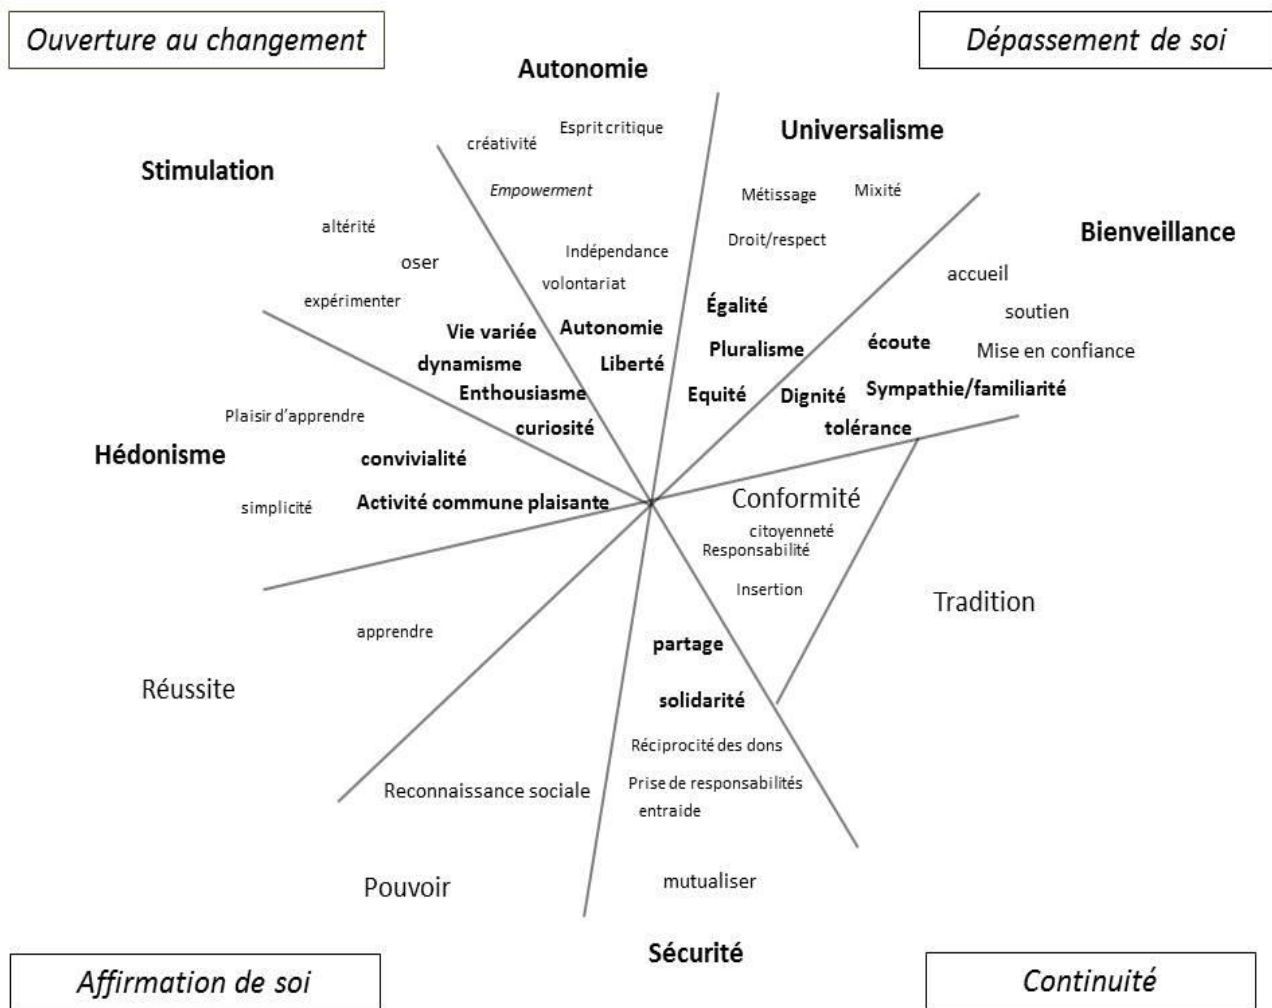 Ouverture au changement
Dépassement de soi
Autonomie
Esprit critique
créativité
Empowerment
Indépendance
volontariat
Autonomie
Liberté
Universalisme
Métissage
Mixité
Droit/respect
Égalité
Pluralisme
Equité
Stimulation
altérité
oser
expérimenter
Vie variée
dynamisme
Enthousiasme
curiosité
Bienveillance
accueil
soutien
écoute
Mise en confiance
Dignité
Sympathie/familiarité
tolérance
Hédonisme
Plaisir d'apprendre
convivialité
simplicité
Activité commune plaisante
Conformité
citoyenneté
Responsabilité
Insertion
Tradition
apprendre
Réussite
partage
solidarité
Réciprocité des dons
Prise de responsabilités
entraide
mutualiser
Sécurité
Reconnaissance sociale
Pouvoir
Affirmation de soi
Continuité